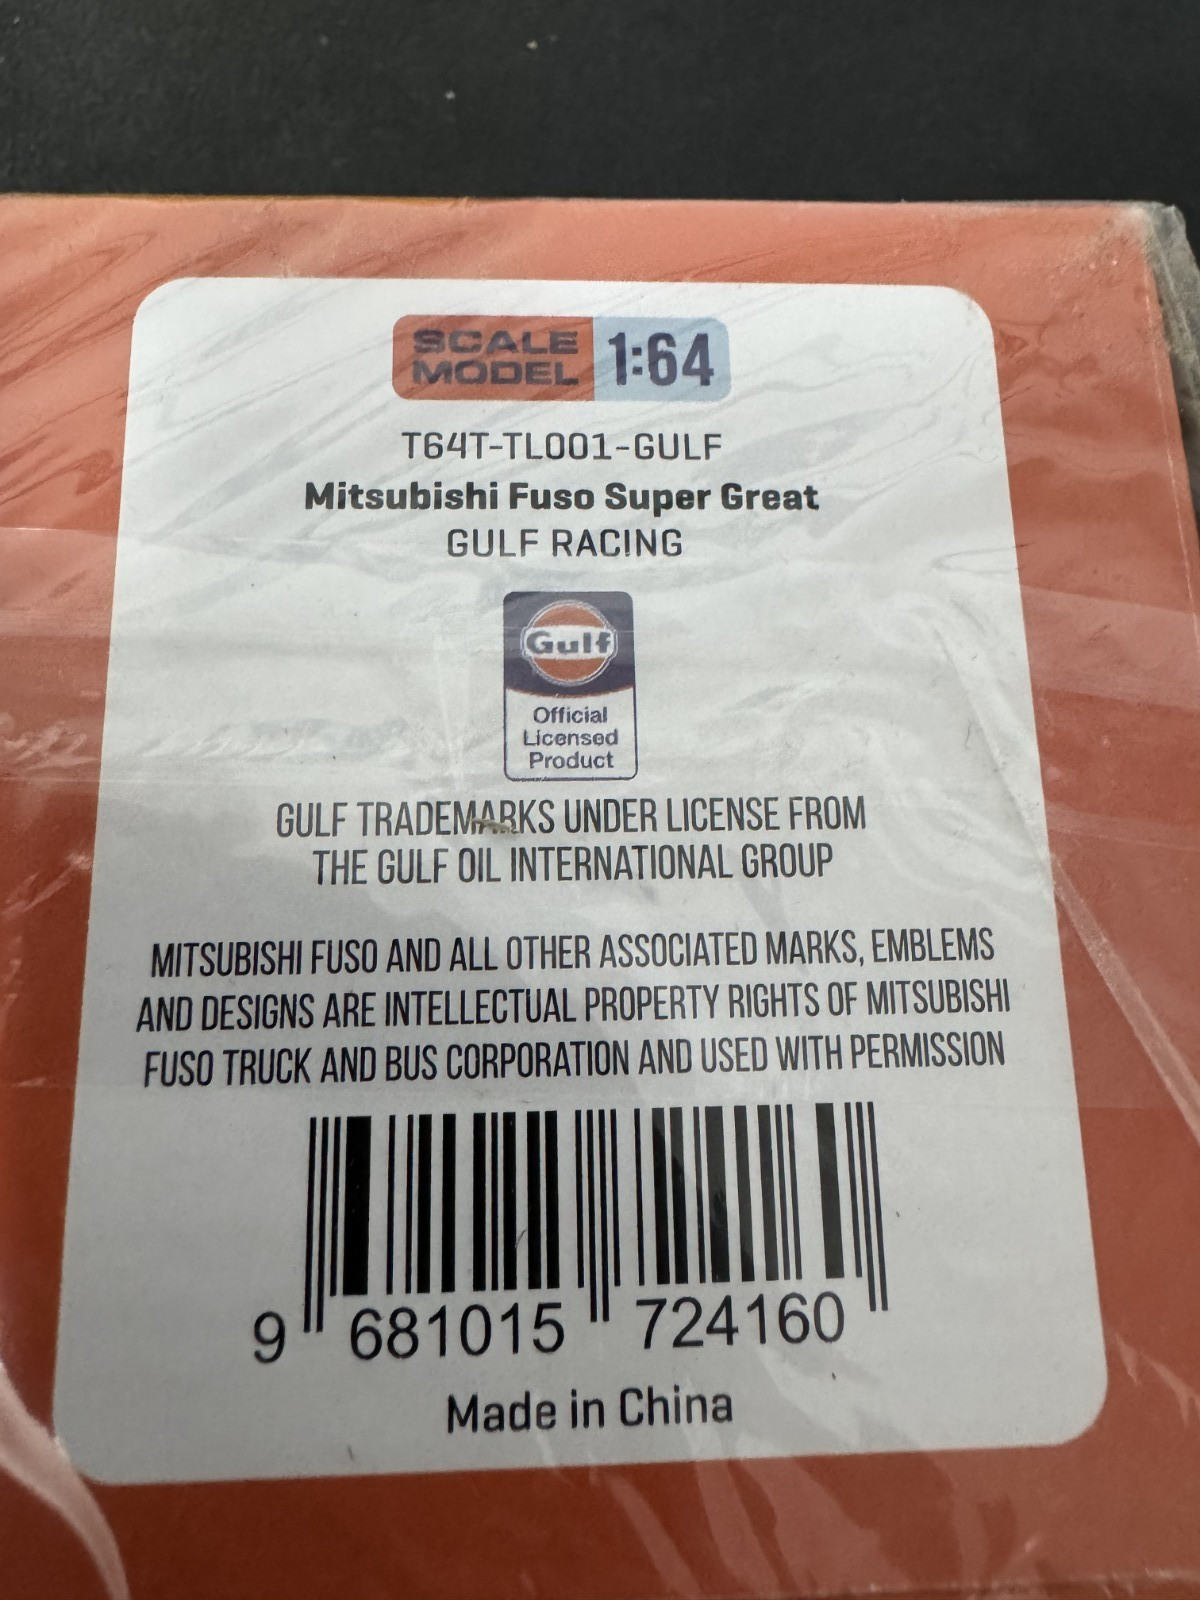 SCALE
MODEL
1:64
T64T-TL001-GULF
Mitsubishi Fuso Super Great
GULF RACING
Gulf
Official
Licensed
Product
GULF TRADEMARKS UNDER LICENSE FROM
THE GULF OIL INTERNATIONAL GROUP
MITSUBISHI FUSO AND ALL OTHER ASSOCIATED MARKS, EMBLEMS
AND DESIGNS ARE INTELLECTUAL PROPERTY RIGHTS OF MITSUBISHI
FUSO TRUCK AND BUS CORPORATION AND USED WITH PERMISSION
9 681015 724160
Made in China